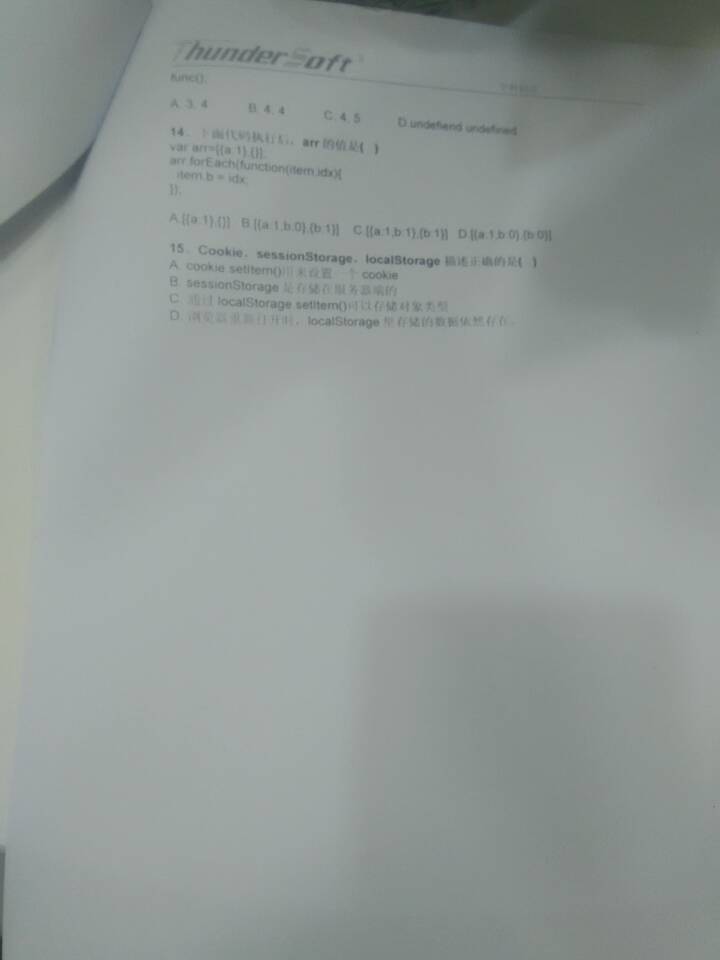 ThunderSoft
func();
A. 3, 4 B. 4, 4 C. 4, 5 D.undefiend undefined
14. 下面代码执行后，arr 的值是( )
var arr=[{a:1},{}];
arr.forEach(function(item,idx){
item.b = idx;
});
A.[{a:1},{}] B.[{a:1,b:0},{b:1}] C.[{a:1,b:1},{b:1}] D.[{a:1,b:0},{b:0}]
15. Cookie、sessionStorage、localStorage 描述正确的是( )
A. cookie.setItem()用来设置一个 cookie
B. sessionStorage 是存储在服务器端的
C. 通过 localStorage.setItem()可以存储对象类型
D. 浏览器重新打开时，localStorage 里存储的数据依然存在。